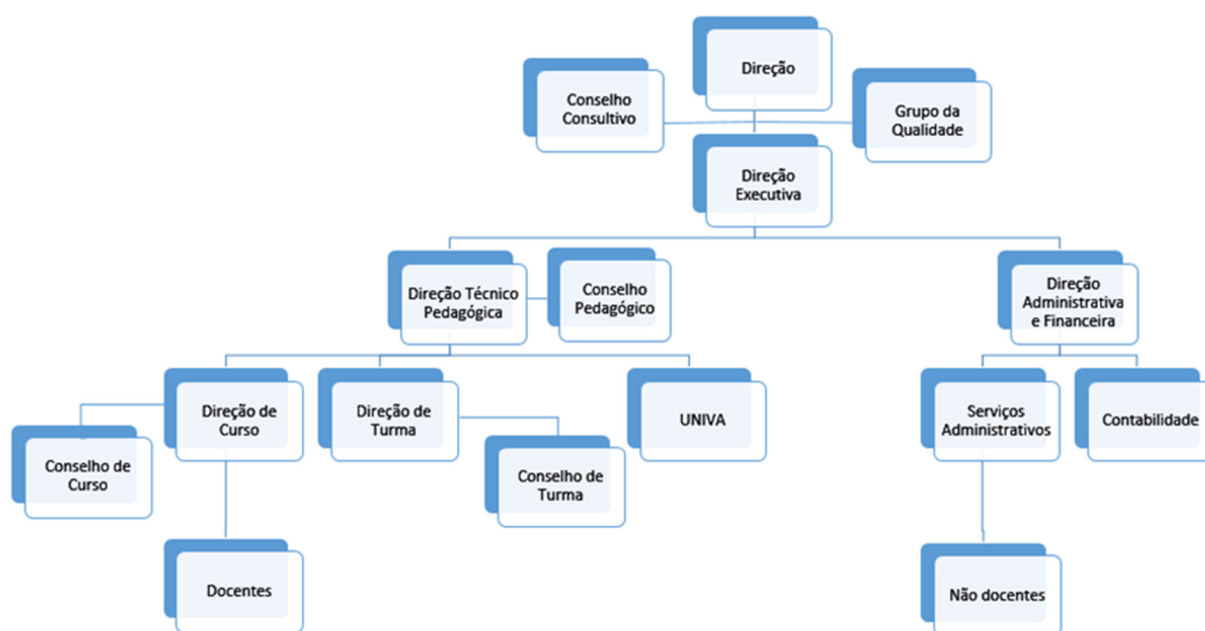 Direção
Conselho
Consultivo
Grupo da
Qualidade
Direção
Executiva
Direção Técnico
Pedagógica
Conselho
Pedagógico
Direção
Administrativa
e Financeira
Direção de
Curso
Direção de
Turma
UNIVA
Serviços
Administrativos
Contabilidade
Conselho de
Curso
Conselho de
Turma
Docentes
Não docentes